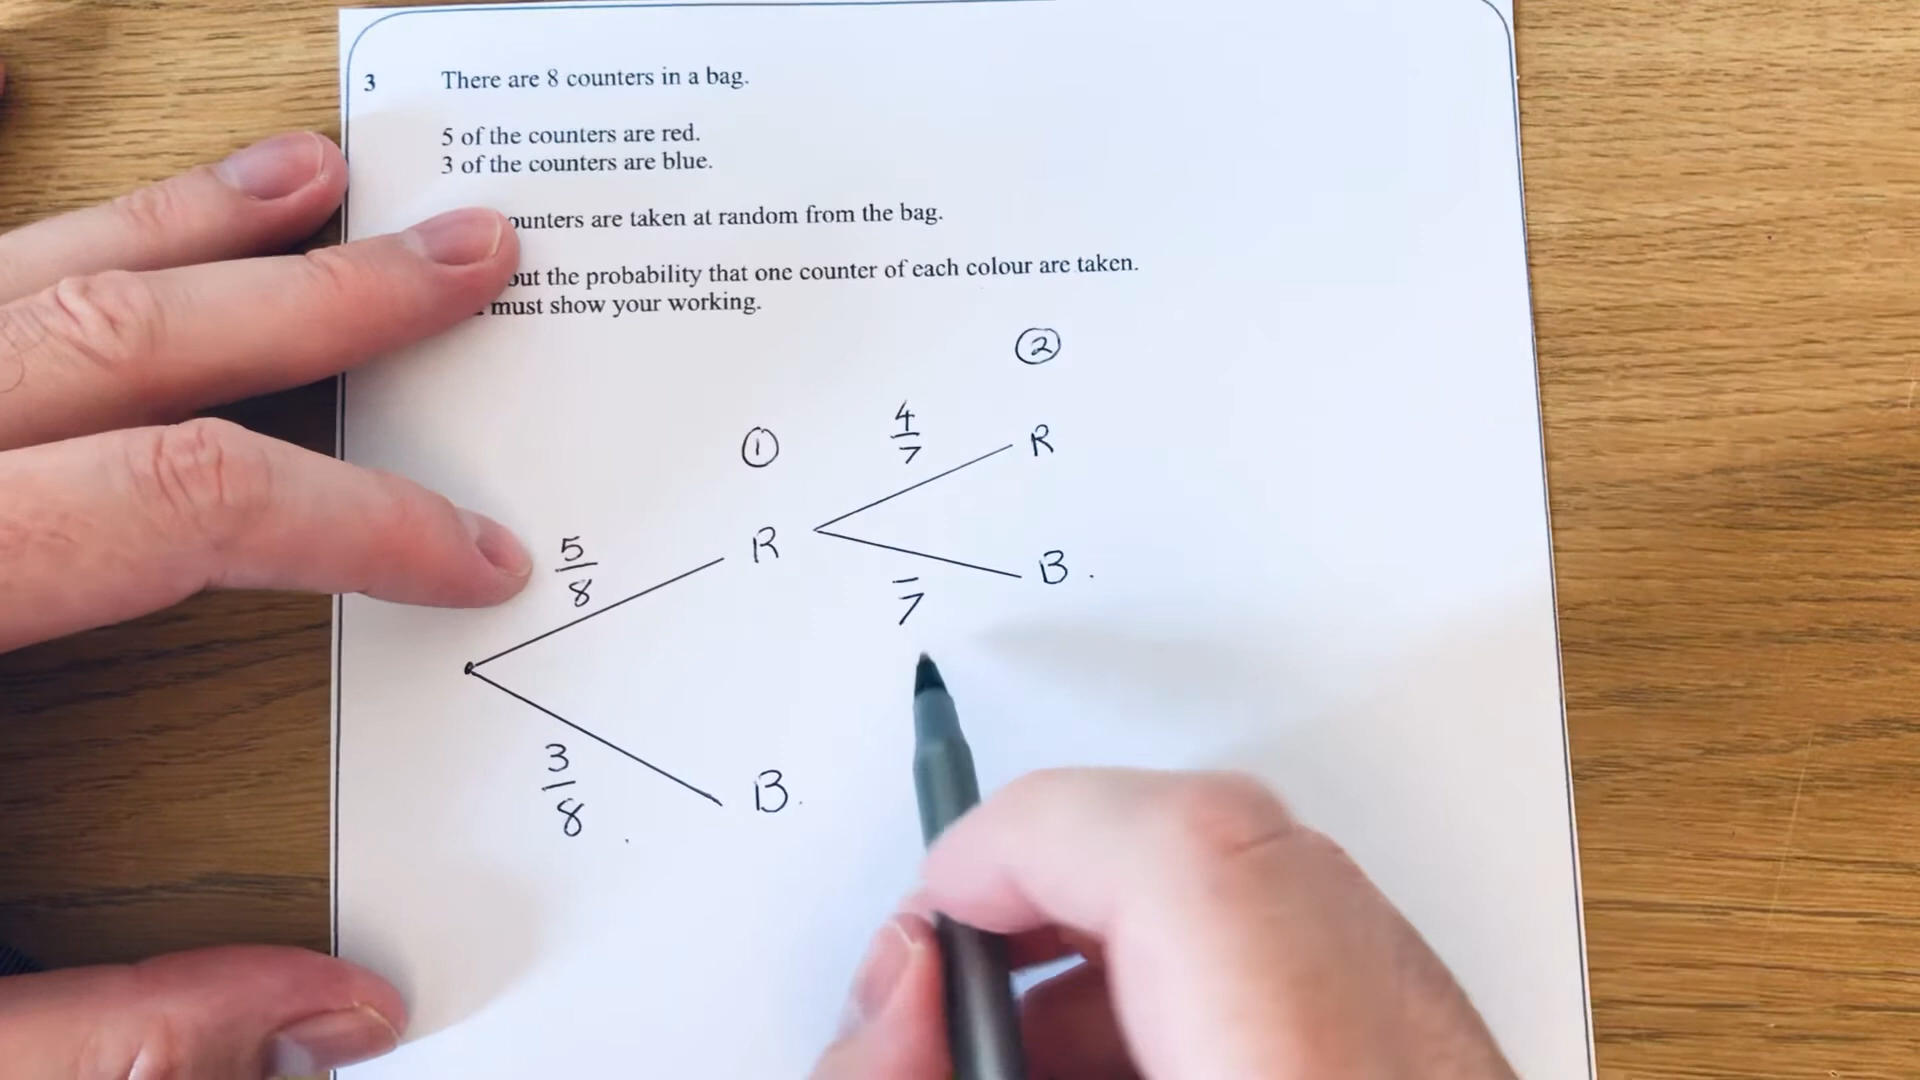 3 There are 8 counters in a bag.
5 of the counters are red.
3 of the counters are blue.
counters are taken at random from the bag.
out the probability that one counter of each colour are taken.
must show your working.
2
4/7
R
1
R
B.
5/8
/7
3/8
B.